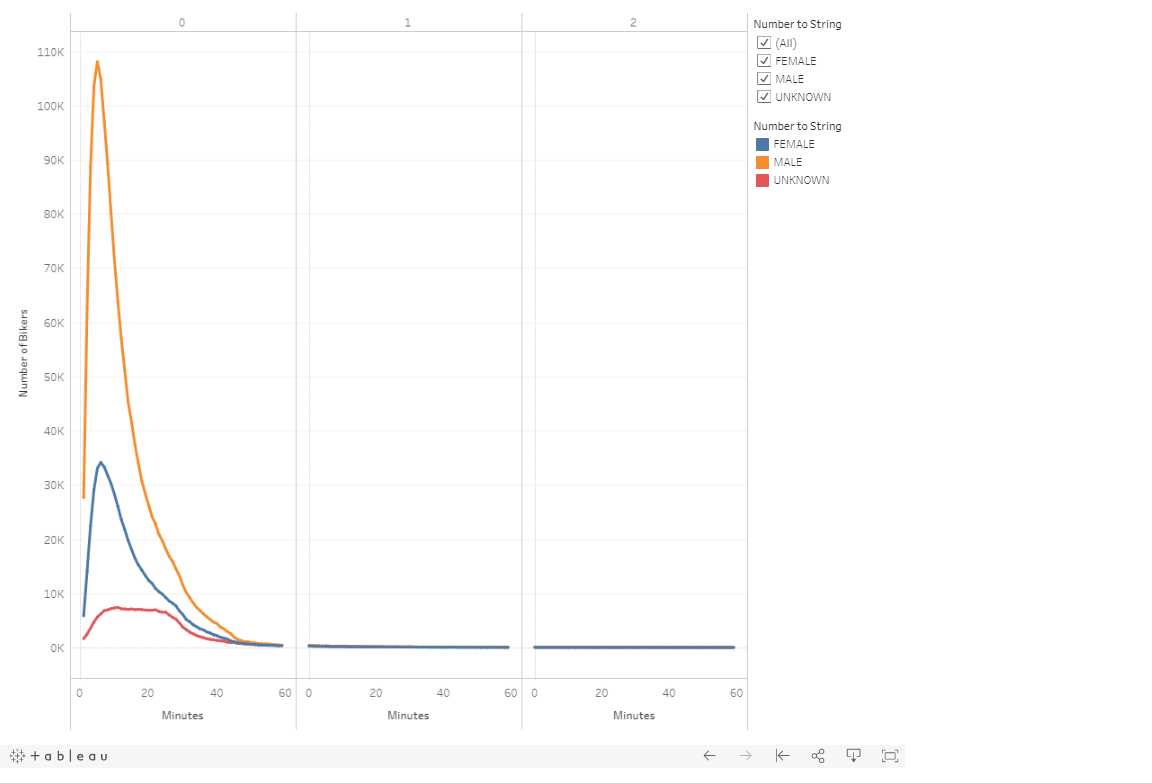 0 1 2
Number to String
(All)
FEMALE
MALE
UNKNOWN
Number to String
FEMALE
MALE
UNKNOWN
110K
100K
90K
80K
70K
60K
50K
40K
30K
20K
10K
0K
Number of Bikers
0 20 40 60 0 20 40 60 0 20 40 60
Minutes Minutes Minutes
+ a b l e a u